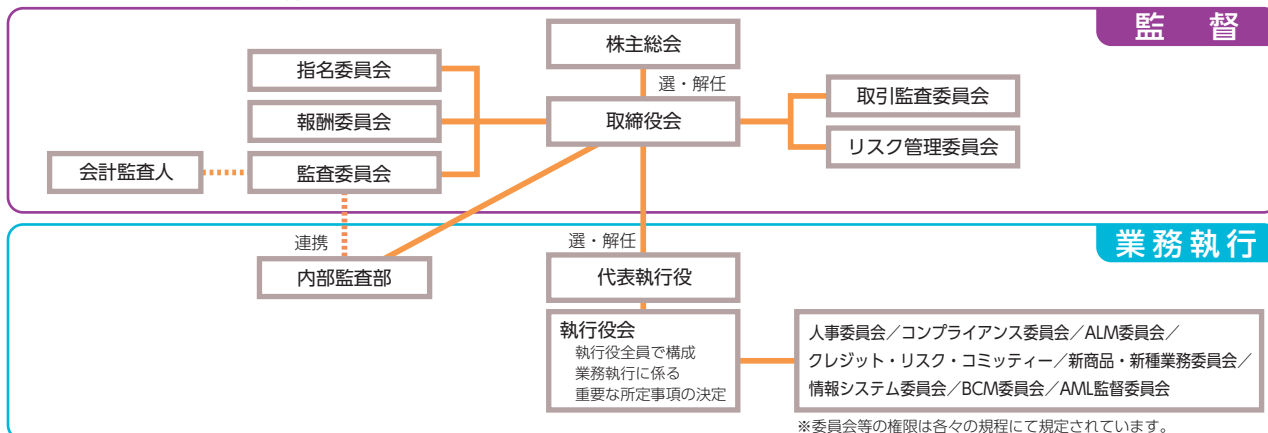 監 督
株主総会
指名委員会
選・解任
取引監査委員会
報酬委員会
取締役会
リスク管理委員会
会計監査人
監査委員会
業務執行
連携
選・解任
内部監査部
代表執行役
執行役会
執行役全員で構成
業務執行に係る
重要な所定事項の決定
人事委員会／コンプライアンス委員会／ALM委員会／
クレジット・リスク・コミッティー／新商品・新種業務委員会／
情報システム委員会／BCM委員会／AML監督委員会
※委員会等の権限は各々の規程にて規定されています。